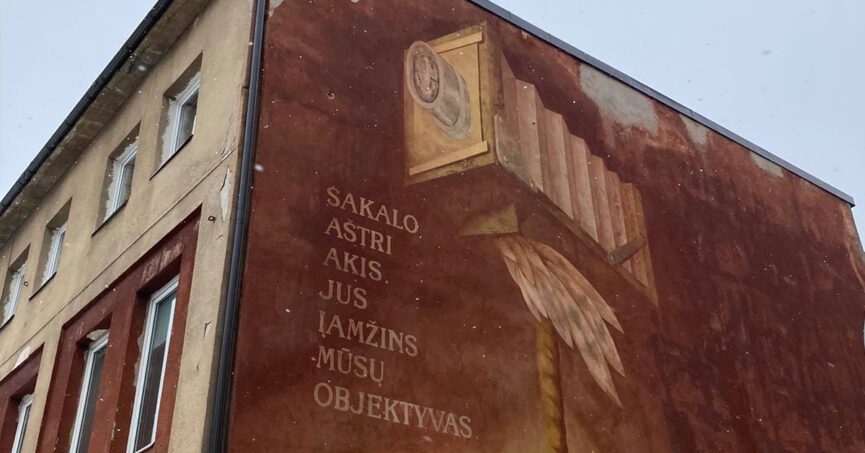 SAKALO
AŠTRI
AKIS
JUS
ĮAMŽINS
MŪSŲ
OBJEKTYVAS